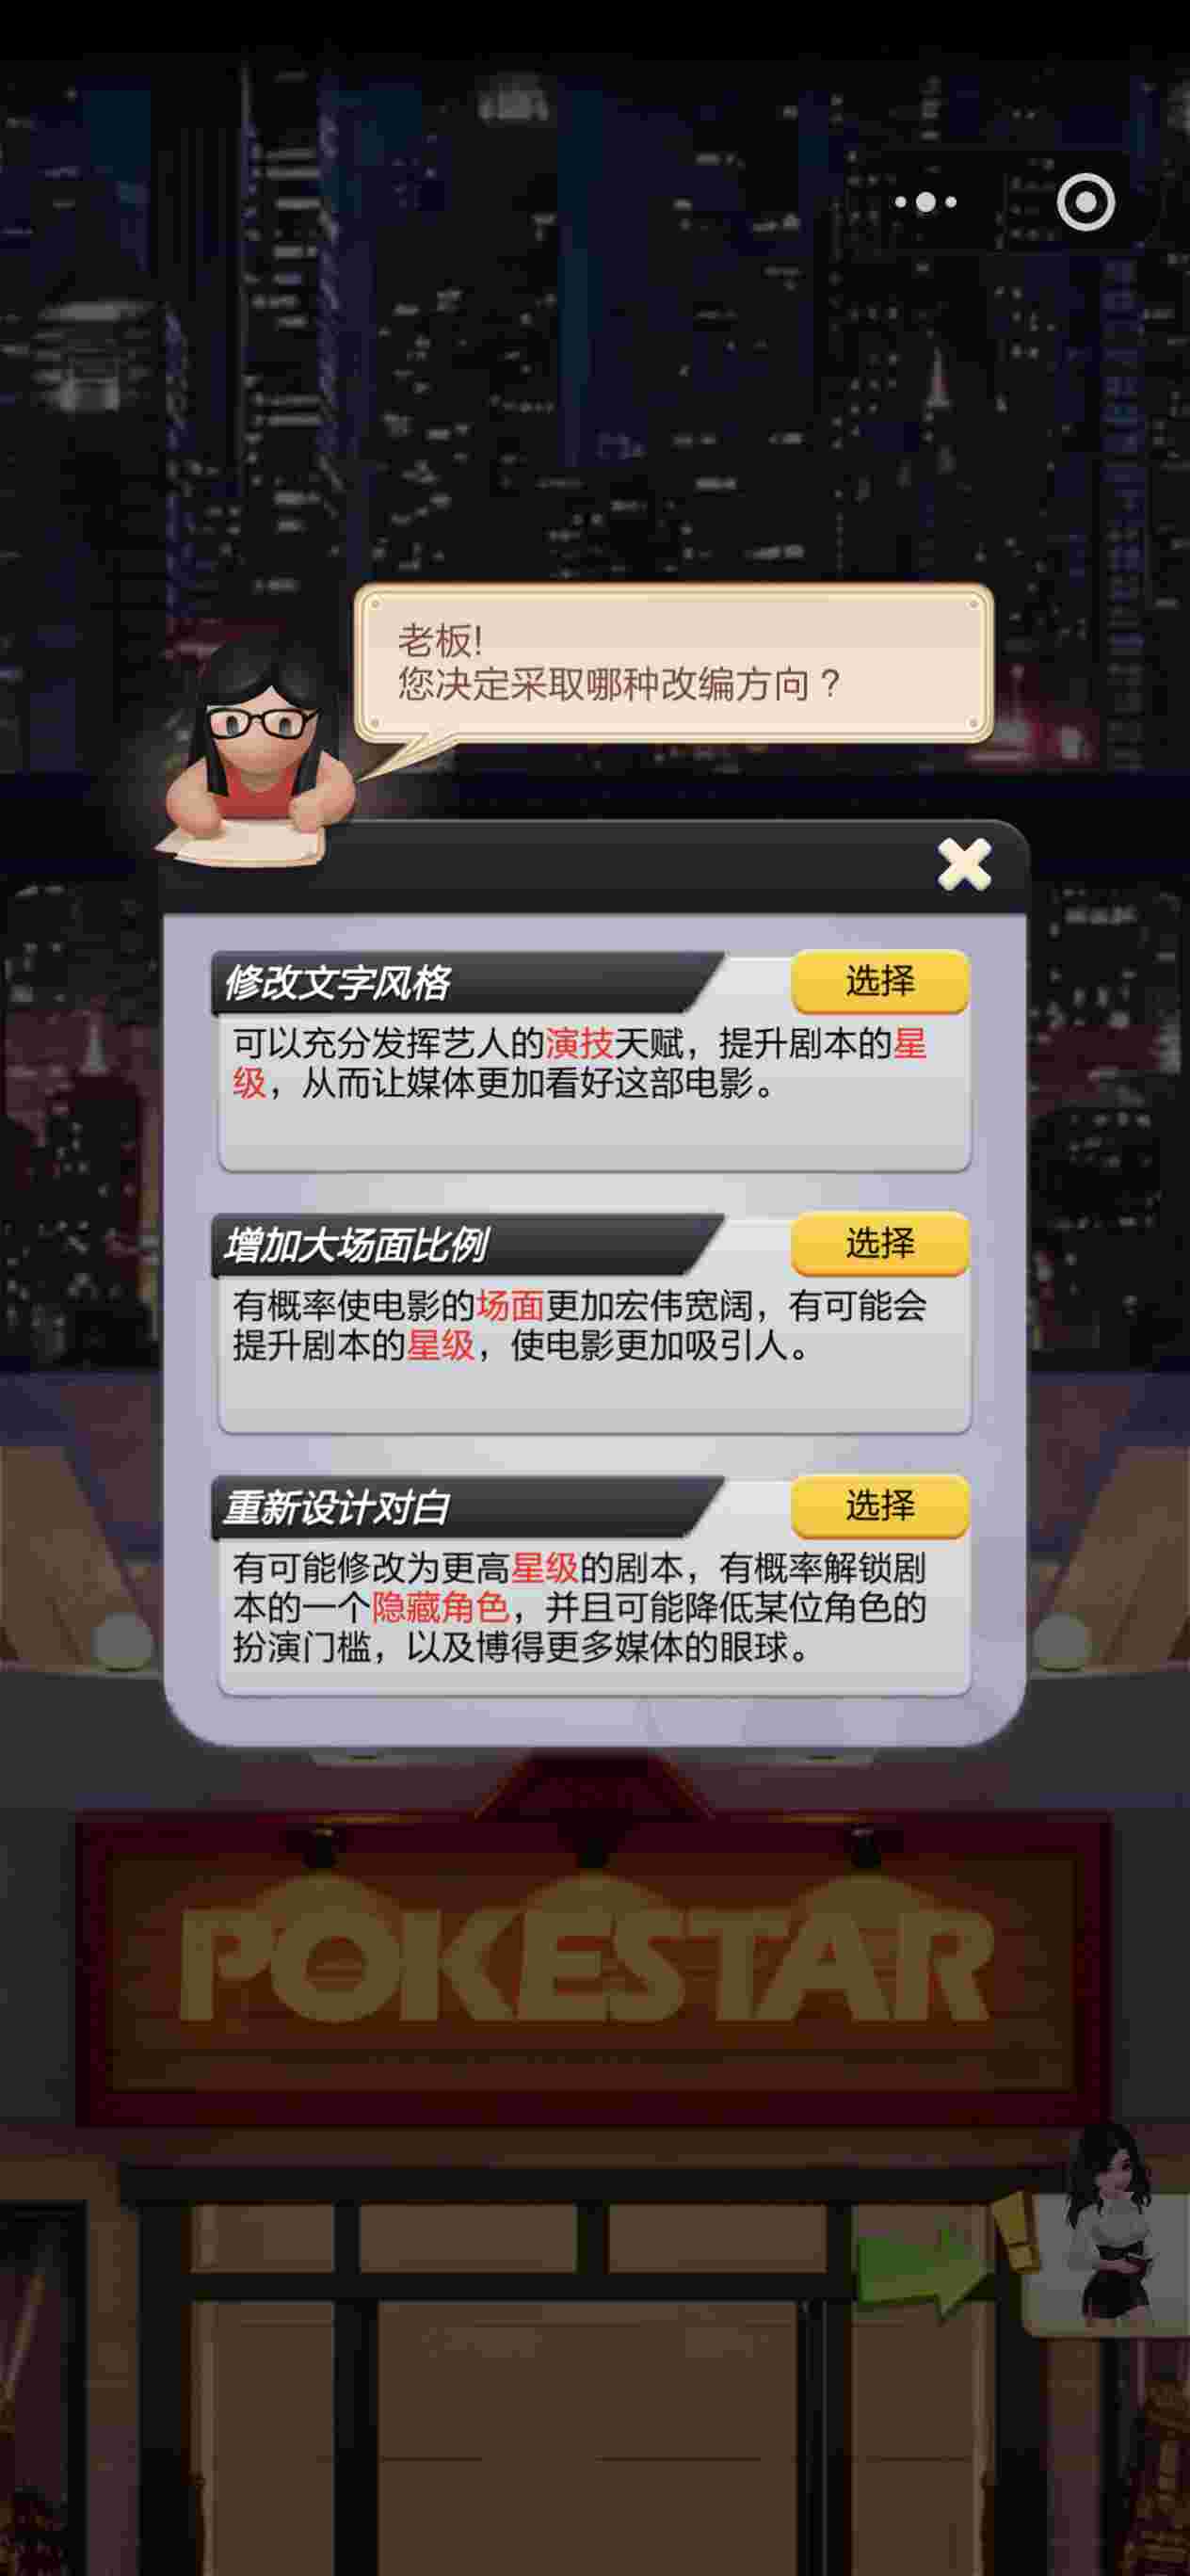 老板!
您决定采取哪种改编方向？
修改文字风格
选择
可以充分发挥艺人的演技天赋，提升剧本的星
级，从而让媒体更加看好这部电影。
增加大场面比例
选择
有概率使电影的场面更加宏伟宽阔，有可能会
提升剧本的星级，使电影更加吸引人。
重新设计对白
选择
有可能修改为更高星级的剧本，有概率解锁剧
本的一个隐藏角色，并且可能降低某位角色的
扮演门槛，以及博得更多媒体的眼球。
POKESTAR